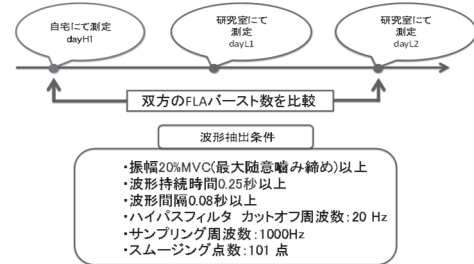 自宅にて測定
dayH1
研究室にて
測定
dayL1
研究室にて
測定
dayL2
双方のFLAバースト数を比較
波形抽出条件
・振幅20%MVC(最大随意噛み締め)以上
・波形持続時間0.25秒以上
・波形間隔0.08秒以上
・ハイパスフィルタ カットオフ周波数:20 Hz
・サンプリング周波数:1000Hz
・スムージング点数:101 点